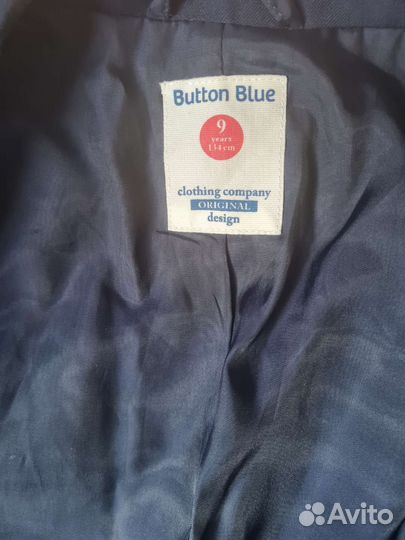 Button Blue
9
years
134 cm
clothing company
ORIGINAL
design
Avito